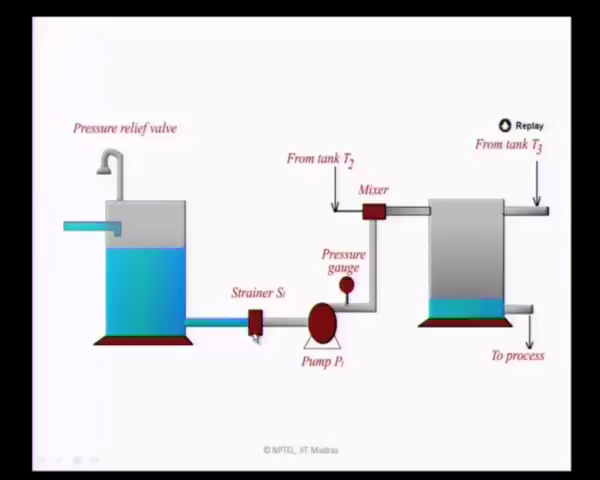 Pressure relief valve
Replay
From tank T3
From tank T2
Mixer
Pressure
gauge
Strainer S1
Pump P1
To process
© NPTEL, IIT Madras